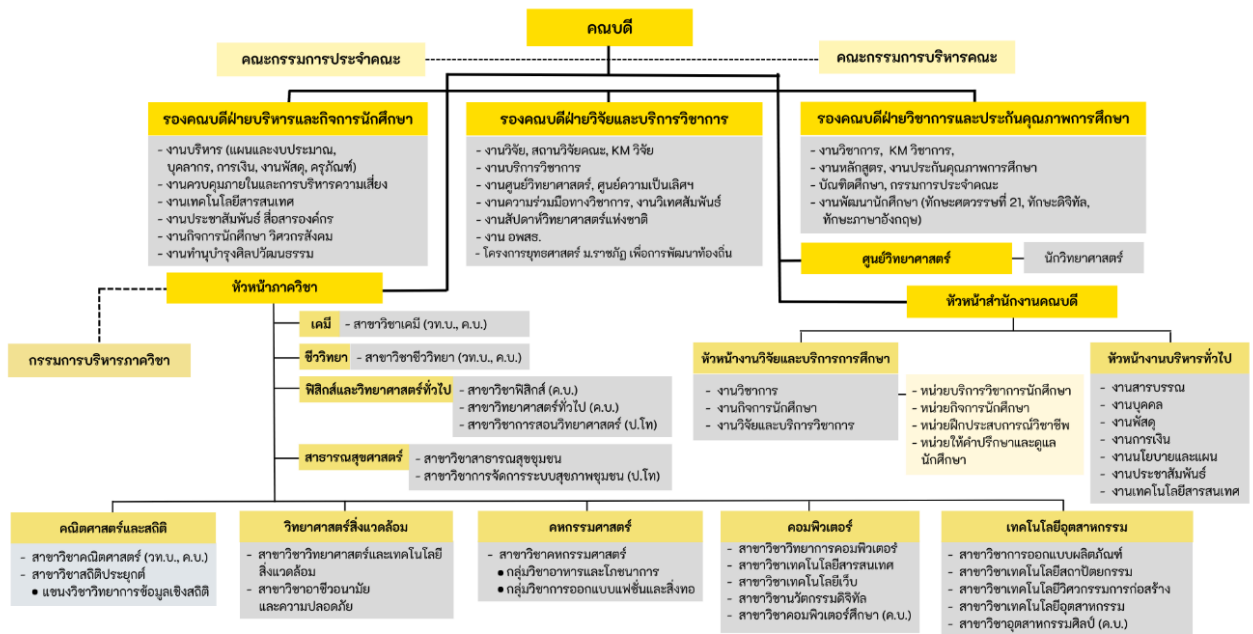 คณบดี
คณะกรรมการประจำคณะ
คณะกรรมการบริหารคณะ
รองคณบดีฝ่ายบริหารและกิจการนักศึกษา
- งานบริหาร (แผนและงบประมาณ,
บุคลากร, การเงิน, งานพัสดุ, ครุภัณฑ์)
- งานควบคุมภายในและการบริหารความเสี่ยง
- งานเทคโนโลยีสารสนเทศ
- งานประชาสัมพันธ์ สื่อสารองค์กร
- งานกิจการนักศึกษา วิศวกรสังคม
- งานทำนุบำรุงศิลปวัฒนธรรม
รองคณบดีฝ่ายวิจัยและบริการวิชาการ
- งานวิจัย, สถานวิจัยคณะ, KM วิจัย
- งานบริการวิชาการ
- งานศูนย์วิทยาศาสตร์, ศูนย์ความเป็นเลิศฯ
- งานความร่วมมือทางวิชาการ, งานวิเทศสัมพันธ์
- งานสัปดาห์วิทยาศาสตร์แห่งชาติ
- งาน อพสธ.
- โครงการยุทธศาสตร์ ม.ราชภัฏ เพื่อการพัฒนาท้องถิ่น
รองคณบดีฝ่ายวิชาการและประกันคุณภาพการศึกษา
- งานวิชาการ, KM วิชาการ,
- งานหลักสูตร, งานประกันคุณภาพการศึกษา
- บัณฑิตศึกษา, กรรมการประจำคณะ
- งานพัฒนานักศึกษา (ทักษะศตวรรษที่ 21, ทักษะดิจิทัล,
ทักษะภาษาอังกฤษ)
ศูนย์วิทยาศาสตร์
นักวิทยาศาสตร์
หัวหน้าภาควิชา
กรรมการบริหารภาควิชา
เคมี
- สาขาวิชาเคมี (วท.บ., ค.บ.)
ชีววิทยา
- สาขาวิชาชีววิทยา (วท.บ., ค.บ.)
ฟิสิกส์และวิทยาศาสตร์ทั่วไป
- สาขาวิชาฟิสิกส์ (ค.บ.)
- สาขาวิทยาศาสตร์ทั่วไป (ค.บ.)
- สาขาวิชาการสอนวิทยาศาสตร์ (ป.โท)
สาธารณสุขศาสตร์
- สาขาวิชาสาธารณสุขชุมชน
- สาขาวิชาการจัดการระบบสุขภาพชุมชน (ป.โท)
หัวหน้าสำนักงานคณบดี
หัวหน้างานวิจัยและบริการการศึกษา
- งานวิชาการ
- งานกิจการนักศึกษา
- งานวิจัยและบริการวิชาการ
- หน่วยบริการวิชาการนักศึกษา
- หน่วยกิจการนักศึกษา
- หน่วยฝึกประสบการณ์วิชาชีพ
- หน่วยให้คำปรึกษาและดูแล
นักศึกษา
หัวหน้างานบริหารทั่วไป
- งานสารบรรณ
- งานบุคคล
- งานพัสดุ
- งานการเงิน
- งานนโยบายและแผน
- งานประชาสัมพันธ์
- งานเทคโนโลยีสารสนเทศ
คณิตศาสตร์และสถิติ
- สาขาวิชาคณิตศาสตร์ (วท.บ., ค.บ.)
- สาขาวิชาสถิติประยุกต์
• แขนงวิชาวิทยาการข้อมูลเชิงสถิติ
วิทยาศาสตร์สิ่งแวดล้อม
- สาขาวิชาวิทยาศาสตร์และเทคโนโลยี
สิ่งแวดล้อม
- สาขาวิชาอาชีวอนามัย
และความปลอดภัย
คหกรรมศาสตร์
- สาขาวิชาคหกรรมศาสตร์
• กลุ่มวิชาอาหารและโภชนาการ
• กลุ่มวิชาการออกแบบแฟชั่นและสิ่งทอ
คอมพิวเตอร์
- สาขาวิชาวิทยาการคอมพิวเตอร์
- สาขาวิชาเทคโนโลยีสารสนเทศ
- สาขาวิชาเทคโนโลยีเว็บ
- สาขาวิชานวัตกรรมดิจิทัล
- สาขาวิชาคอมพิวเตอร์ศึกษา (ค.บ.)
เทคโนโลยีอุตสาหกรรม
- สาขาวิชาการออกแบบผลิตภัณฑ์
- สาขาวิชาเทคโนโลยีสถาปัตยกรรม
- สาขาวิชาเทคโนโลยีวิศวกรรมการก่อสร้าง
- สาขาวิชาเทคโนโลยีอุตสาหกรรม
- สาขาวิชาอุตสาหกรรมศิลป์ (ค.บ.)